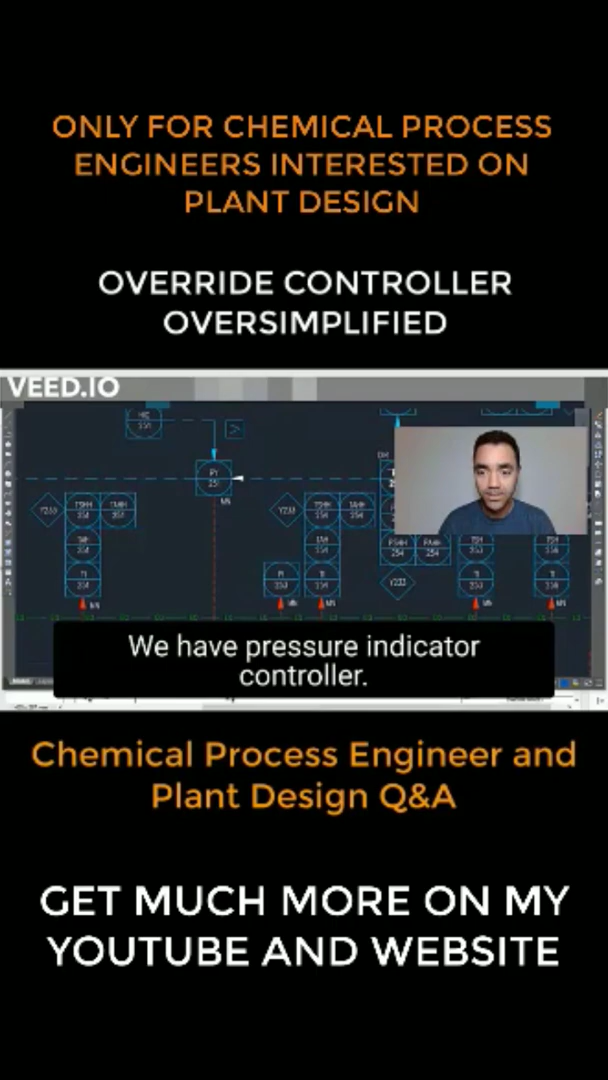 ONLY FOR CHEMICAL PROCESS
ENGINEERS INTERESTED ON
PLANT DESIGN
OVERRIDE CONTROLLER
OVERSIMPLIFIED
VEED.IO
We have pressure indicator
controller.
Chemical Process Engineer and
Plant Design Q&A
GET MUCH MORE ON MY
YOUTUBE AND WEBSITE